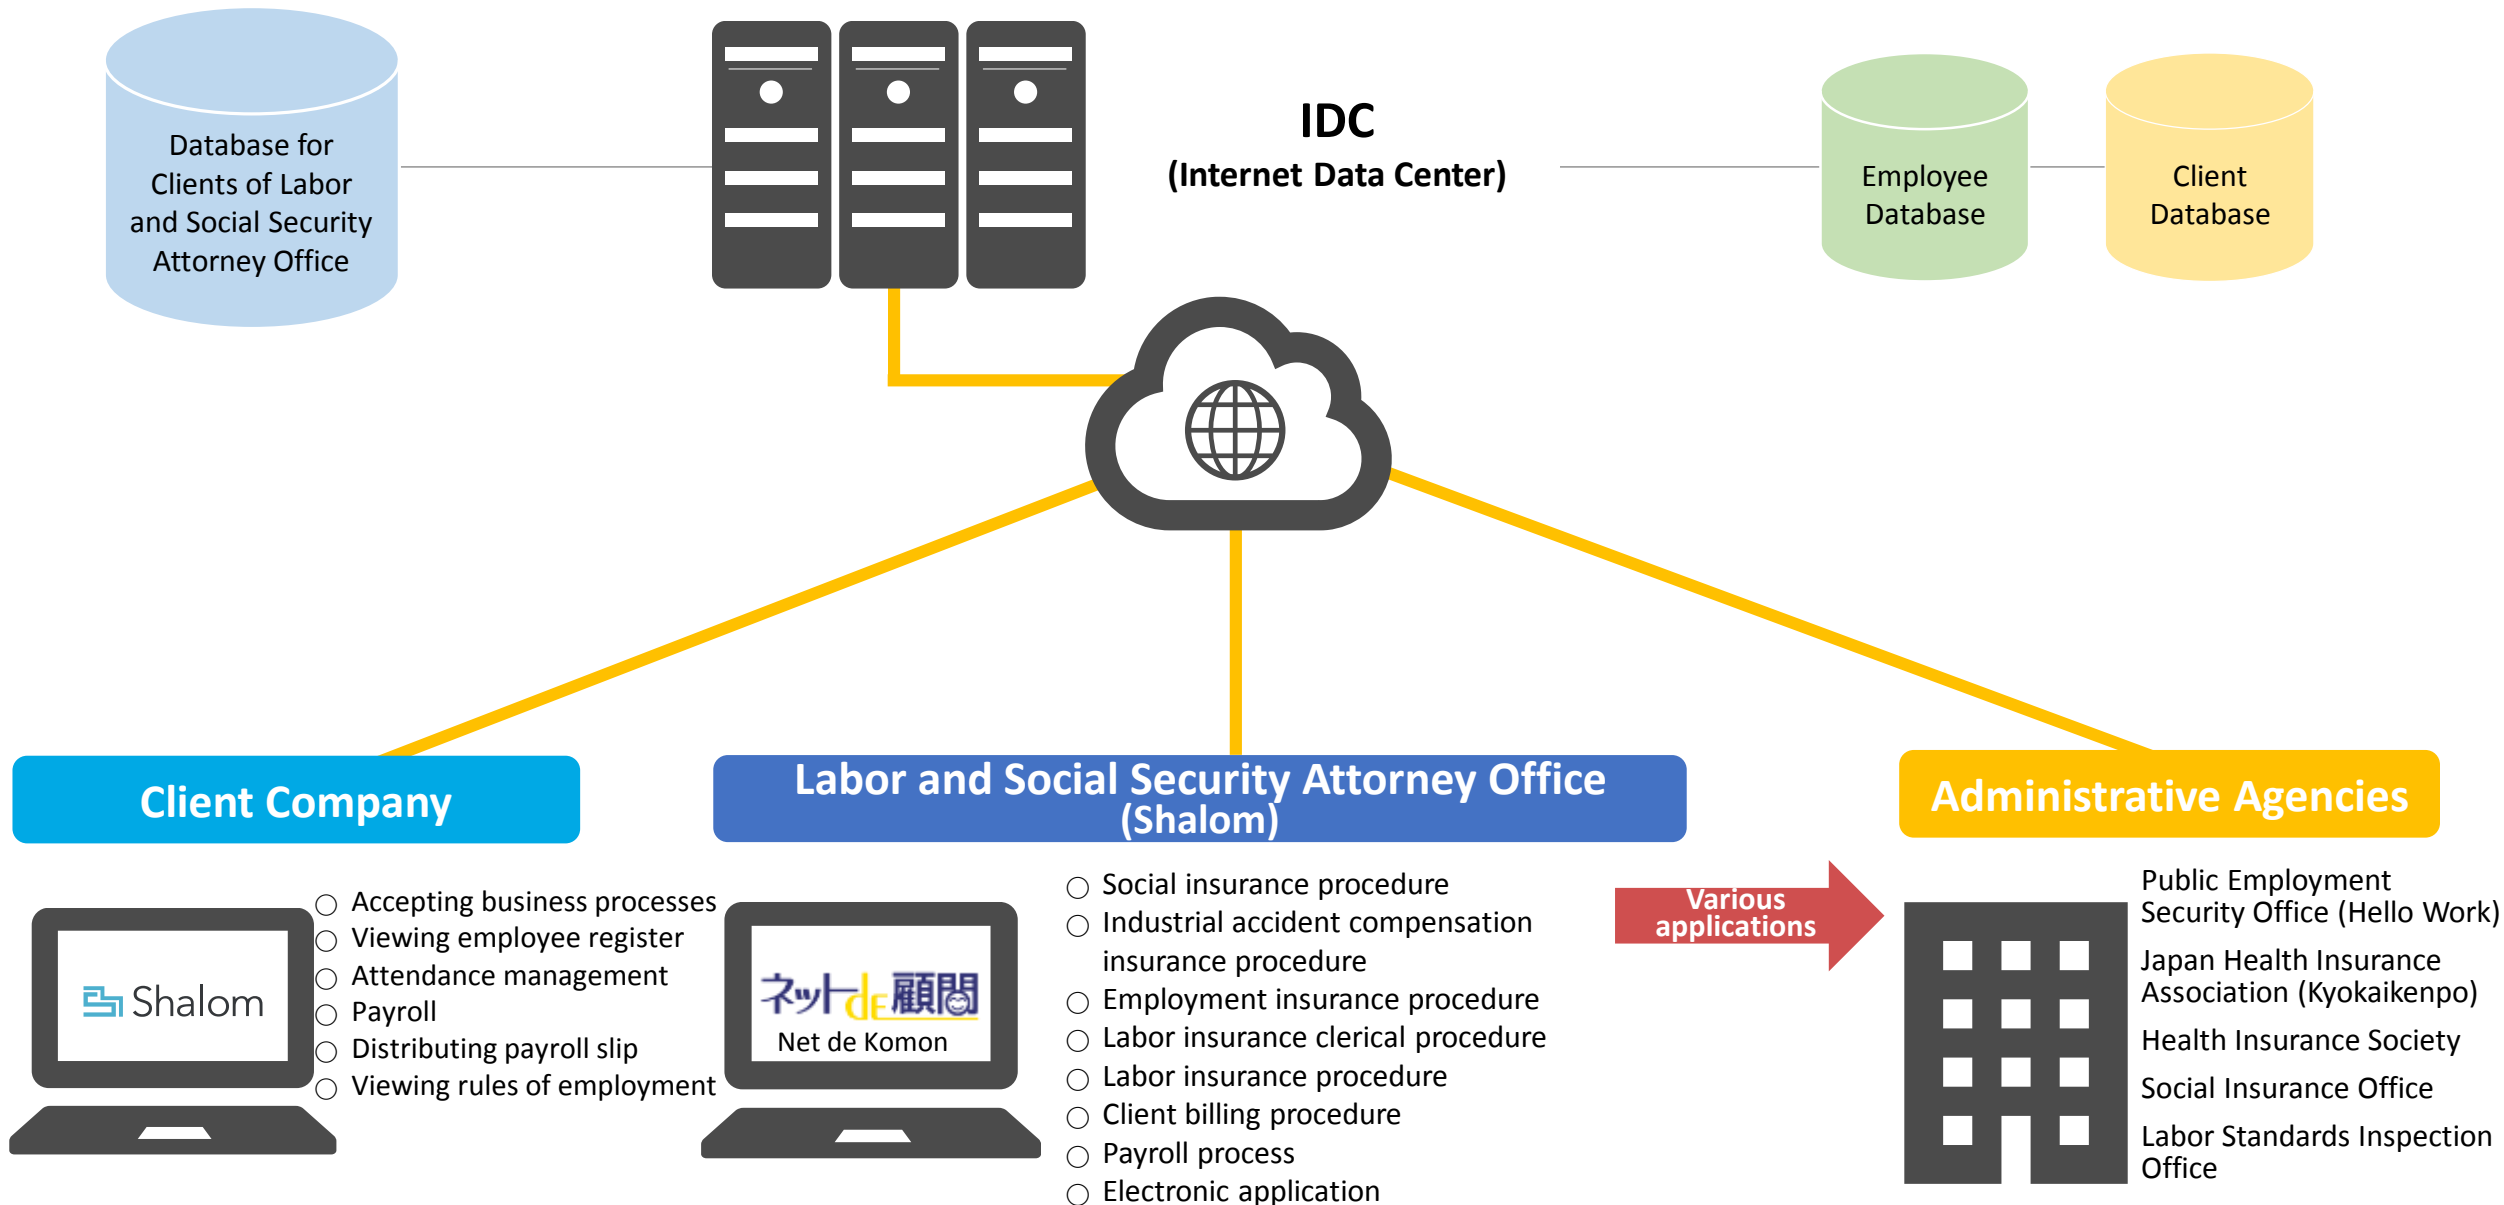 Database for
Clients of Labor
and Social Security
Attorney Office
IDC
(Internet Data Center)
Employee
Database
Client
Database
Client Company
Shalom
○ Accepting business processes
○ Viewing employee register
○ Attendance management
○ Payroll
○ Distributing payroll slip
○ Viewing rules of employment
Labor and Social Security Attorney Office
(Shalom)
ネットde顧問
Net de Komon
○ Social insurance procedure
○ Industrial accident compensation
insurance procedure
○ Employment insurance procedure
○ Labor insurance clerical procedure
○ Labor insurance procedure
○ Client billing procedure
○ Payroll process
○ Electronic application
Various
applications
Administrative Agencies
Public Employment
Security Office (Hello Work)
Japan Health Insurance
Association (Kyokaikenpo)
Health Insurance Society
Social Insurance Office
Labor Standards Inspection
Office